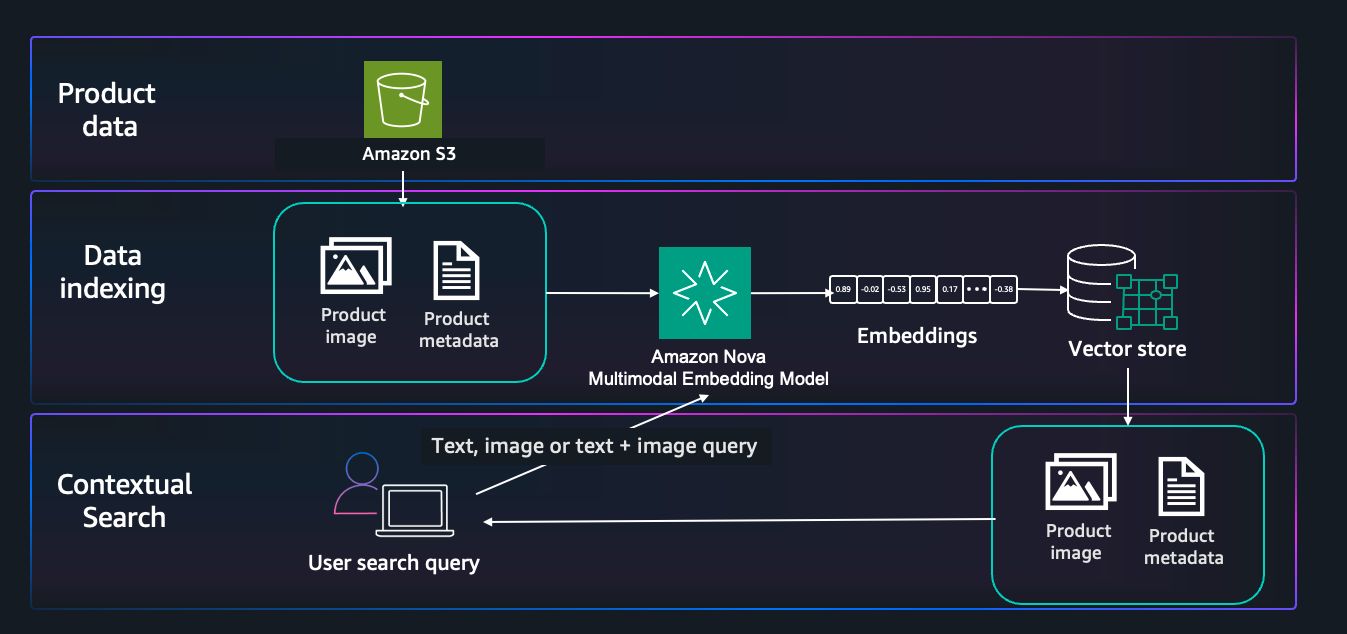 Product
data
Amazon S3
Data
indexing
Product
image
Product
metadata
Amazon Nova
Multimodal Embedding Model
0.89 -0.02 -0.53 0.95 0.17 ••• -0.38
Embeddings
Vector store
Contextual
Search
Text, image or text + image query
User search query
Product
image
Product
metadata